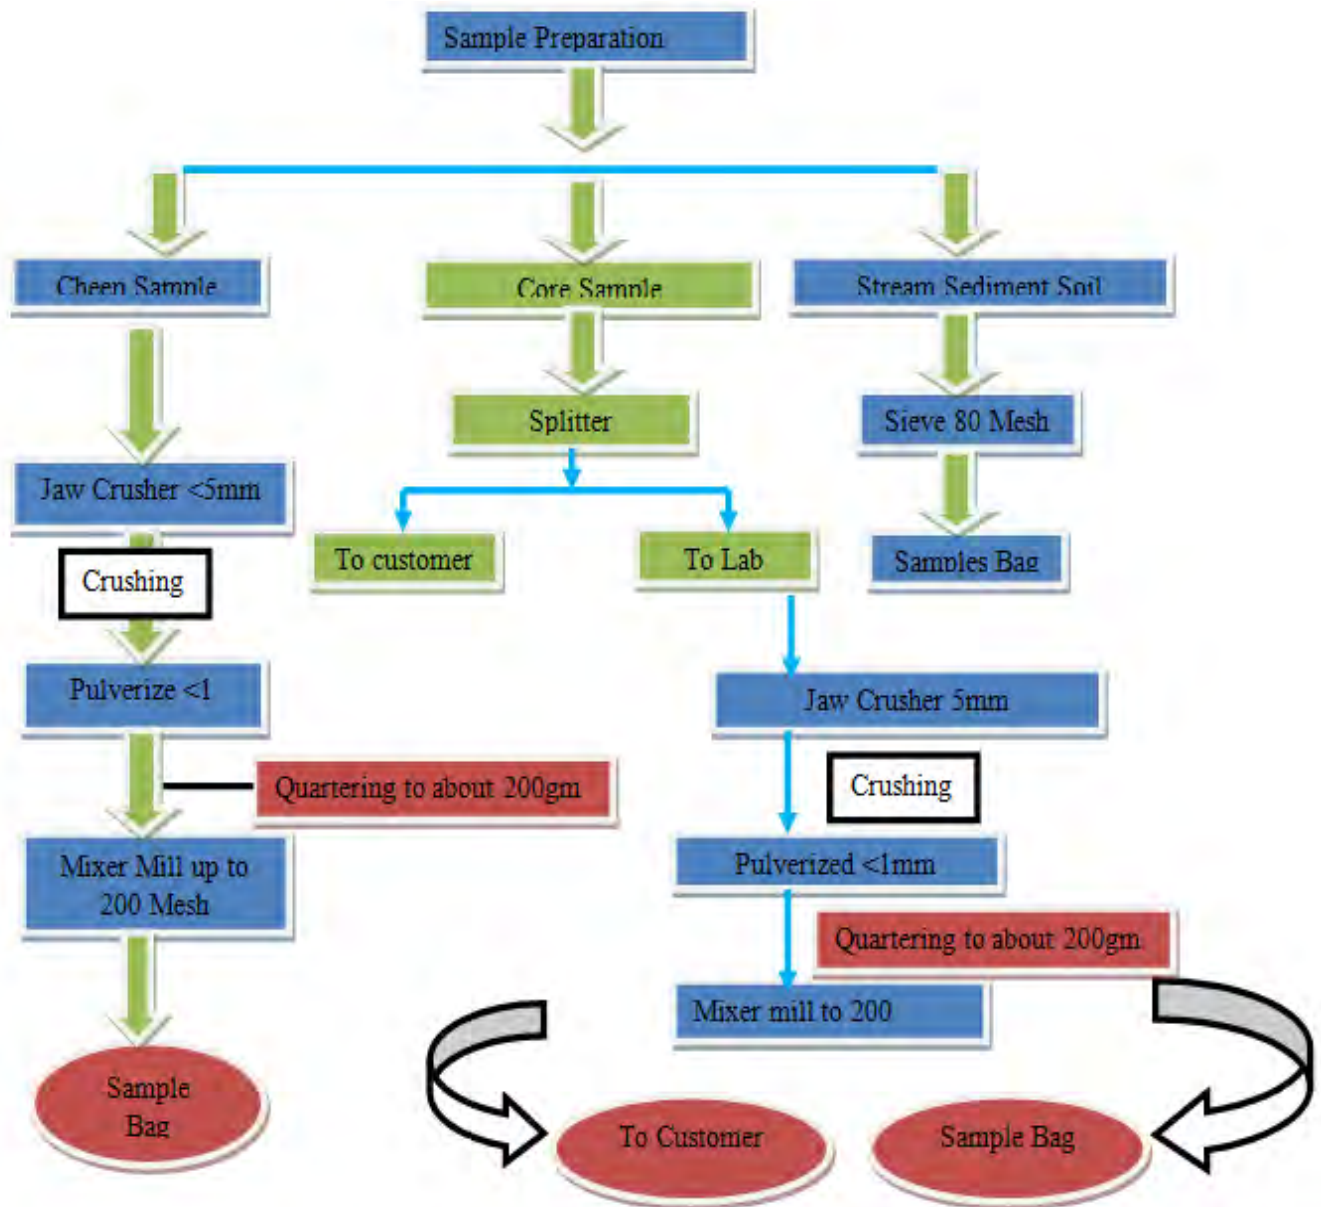 Sample Preparation
Cheep Sample
Core Sample
Stream Sediment Soil
Splitter
Sieve 80 Mesh
Jaw Crusher <5mm
To customer
To Lab
Samples Bag
Crushing
Pulverize <1
Jaw Crusher 5mm
Quartering to about 200gm
Crushing
Mixer Mill up to
200 Mesh
Pulverized <1mm
Quartering to about 200gm
Mixer mill to 200
Sample
Bag
To Customer
Sample Bag